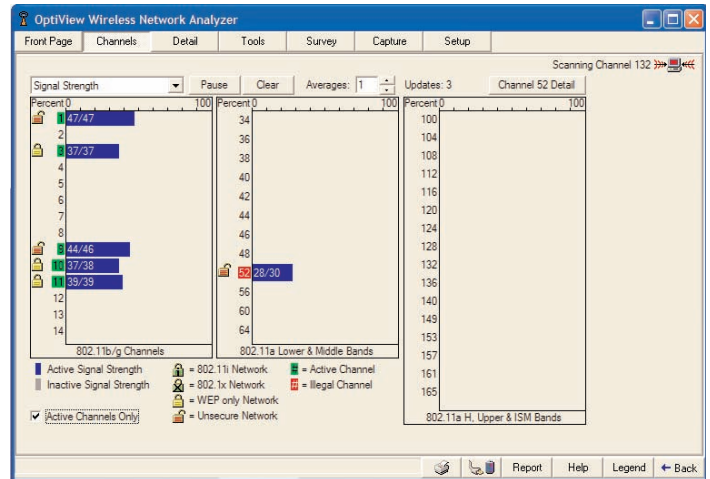 OptiView Wireless Network Analyzer
Front Page Channels Detail Tools Survey Capture Setup
Scanning Channel 132
Signal Strength Pause Clear Averages: 1 Updates: 3 Channel 52 Detail
Percent 0 100
1 47/47
2
3 37/37
4
5
6
7
8
9 44/46
10 37/38
11 39/39
12
13
14
802.11b/g Channels
Percent 0 100
34
36
38
40
42
44
46
48
52 28/30
56
60
64
802.11a Lower & Middle Bands
Percent 0 100
100
104
108
112
116
120
124
128
132
136
140
149
153
157
161
165
802.11a H, Upper & ISM Bands
Active Signal Strength
Inactive Signal Strength
Active Channels Only
= 802.11i Network
= 802.1x Network
= WEP only Network
= Unsecure Network
# = Active Channel
# = Illegal Channel
Report Help Legend Back